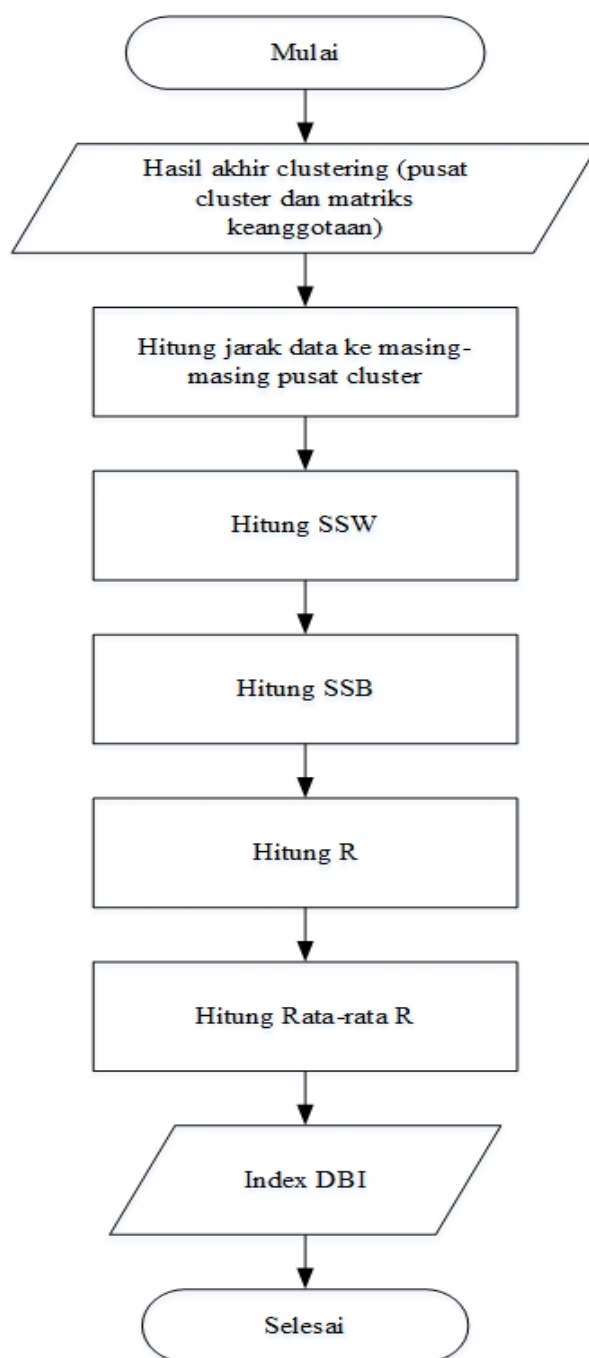 Mulai
Hasil akhir clustering (pusat
cluster dan matriks
keanggotaan)
Hitung jarak data ke masing-
masing pusat cluster
Hitung SSW
Hitung SSB
Hitung R
Hitung Rata-rata R
Index DBI
Selesai